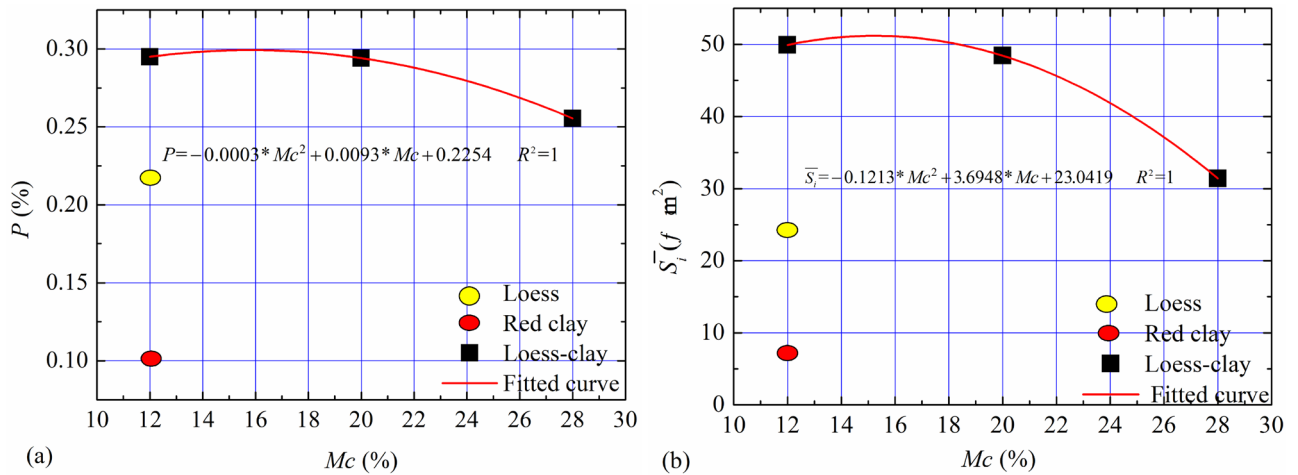 0.30
0.25
0.20
0.15
0.10
P (%)
P=−0.0003* Mc²+0.0093* Mc+0.2254 R²=1
Loess
Red clay
Loess-clay
Fitted curve
10 12 14 16 18 20 22 24 26 28 30
Mc (%)
(a)
50
40
30
20
10
0
S̅i (f m²)
S̅i=−0.1213* Mc²+3.6948* Mc+23.0419 R²=1
Loess
Red clay
Loess-clay
Fitted curve
10 12 14 16 18 20 22 24 26 28 30
Mc (%)
(b)